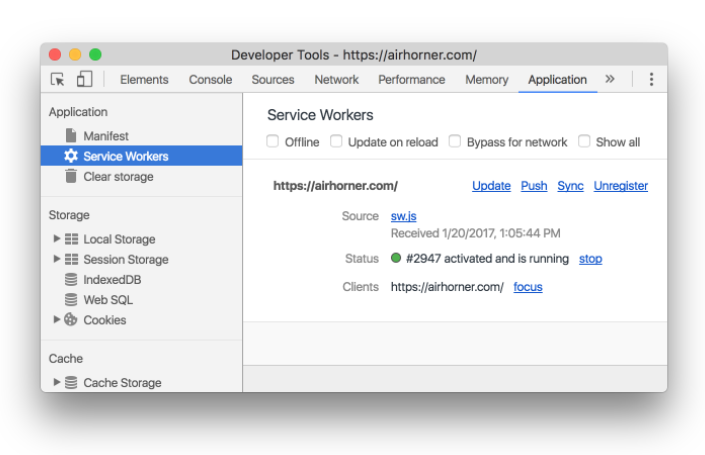 Developer Tools - https://airhorner.com/
Elements Console Sources Network Performance Memory Application »
Application
Manifest
Service Workers
Clear storage
Storage
Local Storage
Session Storage
IndexedDB
Web SQL
Cookies
Cache
Cache Storage
Service Workers
Offline Update on reload Bypass for network Show all
https://airhorner.com/ Update Push Sync Unregister
Source sw.js
Received 1/20/2017, 1:05:44 PM
Status #2947 activated and is running stop
Clients https://airhorner.com/ focus